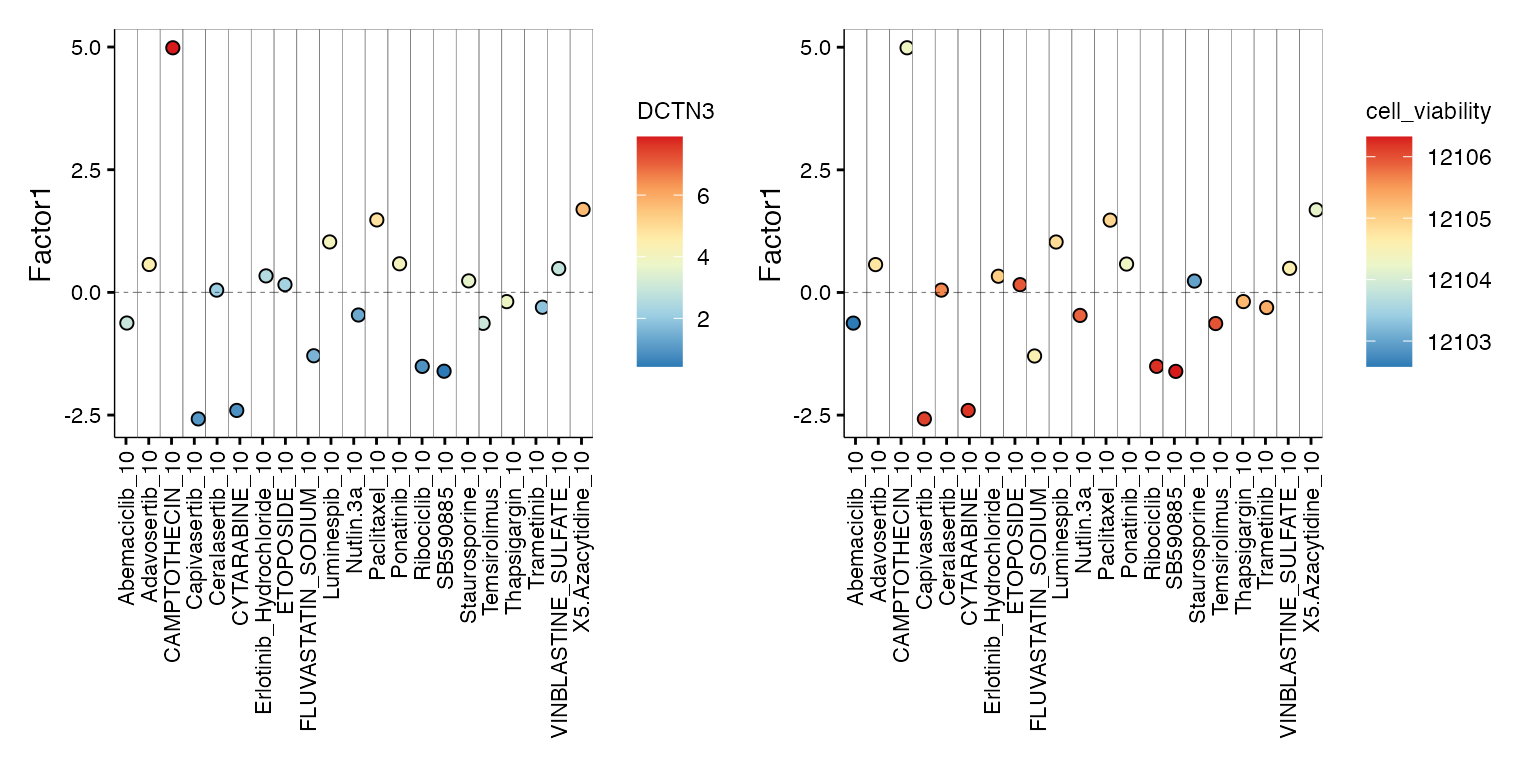 Factor1
5.0
2.5
0.0
-2.5
Abemaciclib_10
Adavosertib_10
CAMPTOTHECIN_10
Capivasertib_10
Ceralasertib_10
CYTARABINE_10
Erlotinib_Hydrochloride_10
ETOPOSIDE_10
FLUVASTATIN_SODIUM_10
Luminespib_10
Nutlin.3a_10
Paclitaxel_10
Ponatinib_10
Ribociclib_10
SB590885_10
Staurosporine_10
Temsirolimus_10
Thapsigargin_10
Trametinib_10
VINBLASTINE_SULFATE_10
X5.Azacytidine_10
DCTN3
6
4
2
Factor1
5.0
2.5
0.0
-2.5
Abemaciclib_10
Adavosertib_10
CAMPTOTHECIN_10
Capivasertib_10
Ceralasertib_10
CYTARABINE_10
Erlotinib_Hydrochloride_10
ETOPOSIDE_10
FLUVASTATIN_SODIUM_10
Luminespib_10
Nutlin.3a_10
Paclitaxel_10
Ponatinib_10
Ribociclib_10
SB590885_10
Staurosporine_10
Temsirolimus_10
Thapsigargin_10
Trametinib_10
VINBLASTINE_SULFATE_10
X5.Azacytidine_10
cell_viability
12106
12105
12104
12103